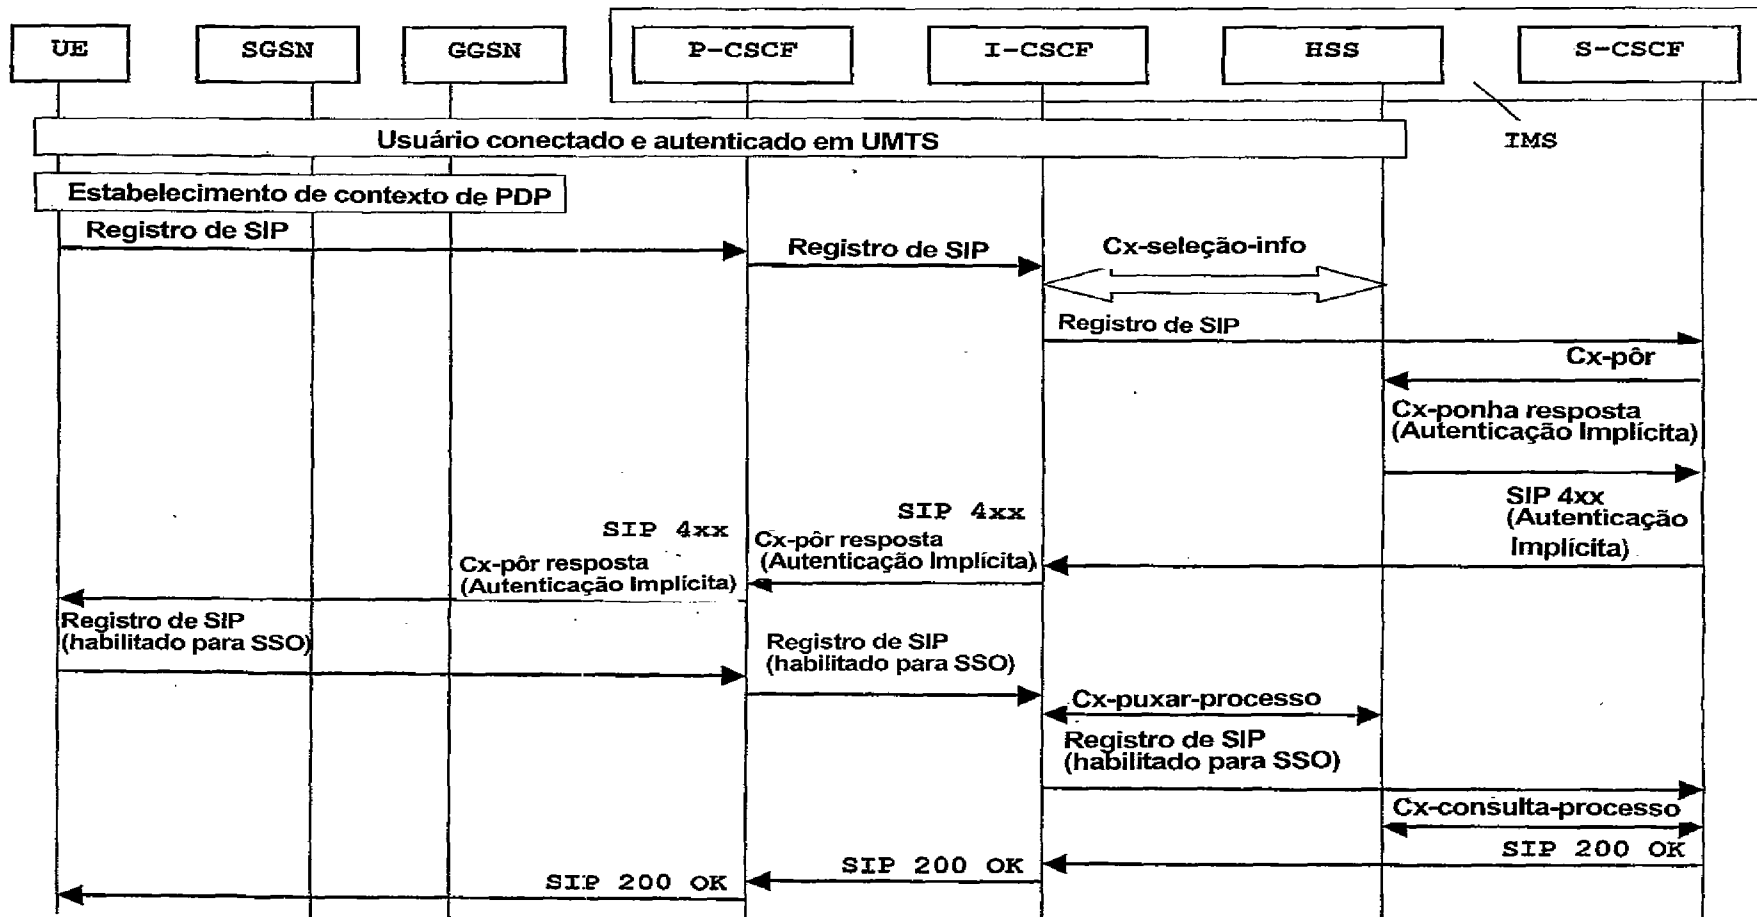 UE
SGSN
GGSN
P-CSCF
I-CSCF
HSS
S-CSCF
IMS
Usuário conectado e autenticado em UMTS
Estabelecimento de contexto de PDP
Registro de SIP
Registro de SIP
Cx-seleção-info
Registro de SIP
Cx-pôr
Cx-ponha resposta
(Autenticação Implícita)
SIP 4xx
(Autenticação
Implícita)
SIP 4xx
Cx-pôr resposta
(Autenticação Implícita)
SIP 4xx
Cx-pôr resposta
(Autenticação Implícita)
Registro de SIP
(habilitado para SSO)
Registro de SIP
(habilitado para SSO)
Cx-puxar-processo
Registro de SIP
(habilitado para SSO)
Cx-consulta-processo
SIP 200 OK
SIP 200 OK
SIP 200 OK